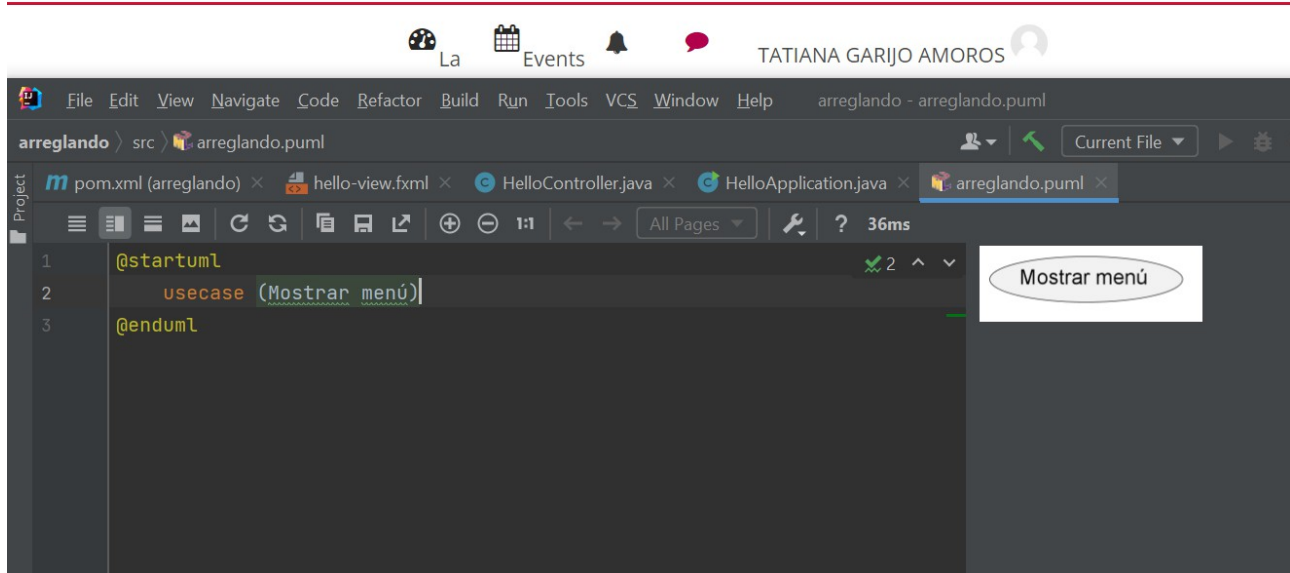 La Events TATIANA GARIJO AMOROS
File Edit View Navigate Code Refactor Build Run Tools VCS Window Help arreglando - arreglando.puml
arreglando src arreglando.puml Current File
Project
pom.xml (arreglando) hello-view.fxml HelloController.java HelloApplication.java arreglando.puml
1:1 All Pages ? 36ms
1 @startuml 2
2 usecase (Mostrar menú)
3 @enduml
Mostrar menú